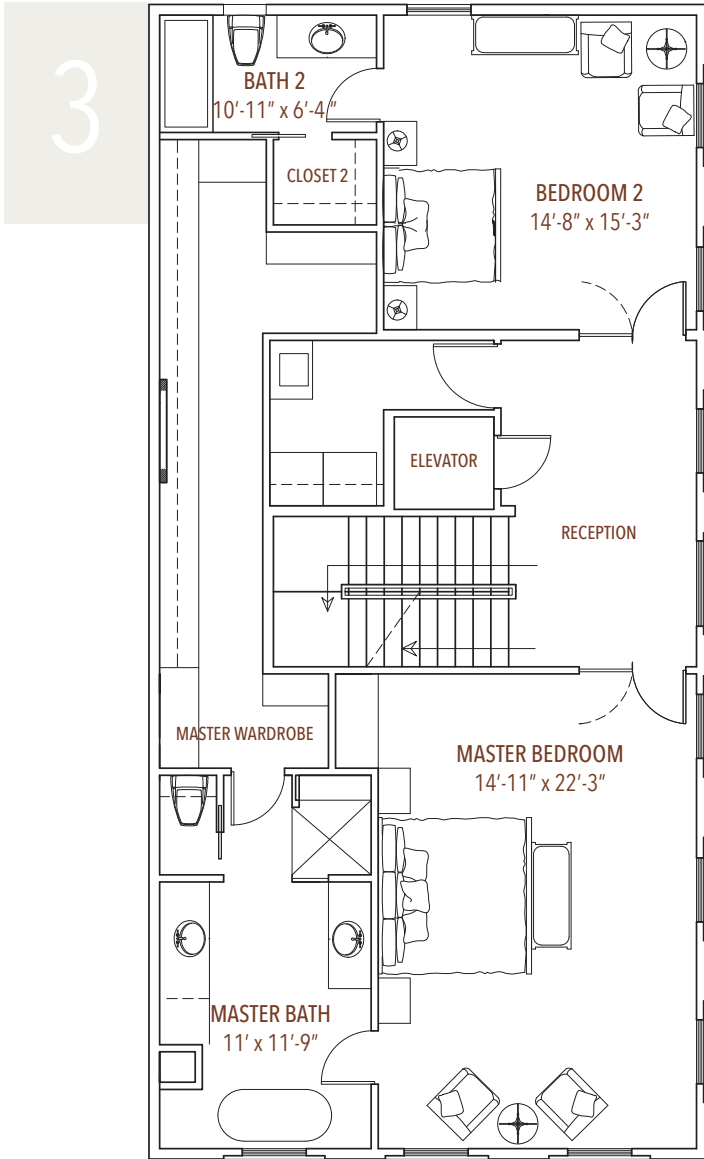 3
BATH 2
10'-11" x 6'-4"
CLOSET 2
BEDROOM 2
14'-8" x 15'-3"
ELEVATOR
RECEPTION
MASTER WARDROBE
MASTER BEDROOM
14'-11" x 22'-3"
MASTER BATH
11' x 11'-9"